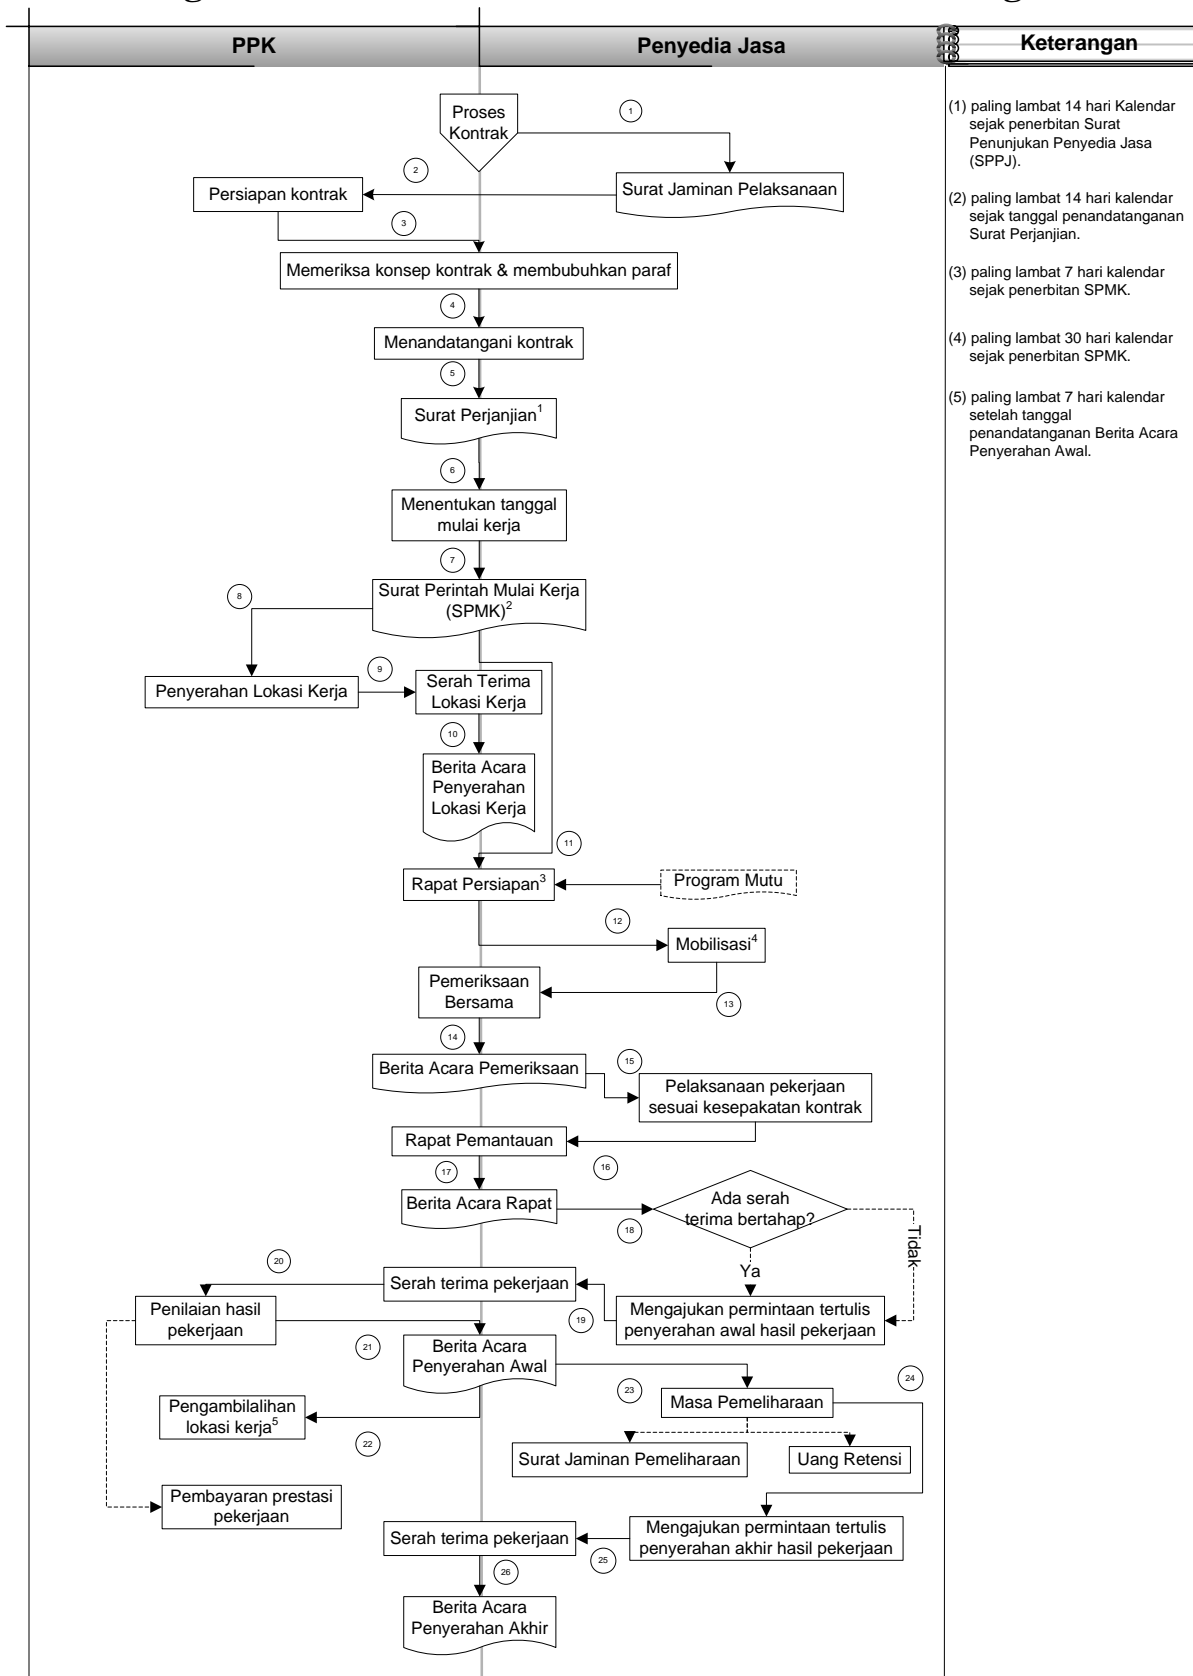 PPK
Penyedia Jasa
Keterangan
Proses
Kontrak
1
(1) paling lambat 14 hari Kalendar
sejak penerbitan Surat
Penunjukan Penyedia Jasa
(SPPJ).
2
Persiapan kontrak
Surat Jaminan Pelaksanaan
(2) paling lambat 14 hari kalendar
sejak tanggal penandatanganan
Surat Perjanjian.
3
Memeriksa konsep kontrak & membubuhkan paraf
(3) paling lambat 7 hari kalendar
sejak penerbitan SPMK.
4
Menandatangani kontrak
(4) paling lambat 30 hari kalendar
sejak penerbitan SPMK.
5
Surat Perjanjian1
(5) paling lambat 7 hari kalendar
setelah tanggal
penandatanganan Berita Acara
Penyerahan Awal.
6
Menentukan tanggal
mulai kerja
7
Surat Perintah Mulai Kerja
(SPMK)2
8
Penyerahan Lokasi Kerja
9
Serah Terima
Lokasi Kerja
10
Berita Acara
Penyerahan
Lokasi Kerja
11
Rapat Persiapan3
Program Mutu
12
Mobilisasi4
Pemeriksaan
Bersama
13
14
Berita Acara Pemeriksaan
15
Pelaksanaan pekerjaan
sesuai kesepakatan kontrak
Rapat Pemantauan
16
17
Berita Acara Rapat
18
Ada serah
terima bertahap?
Tidak
Ya
20
Serah terima pekerjaan
19
Mengajukan permintaan tertulis
penyerahan awal hasil pekerjaan
Penilaian hasil
pekerjaan
21
Berita Acara
Penyerahan Awal
23
24
Masa Pemeliharaan
Pengambilalihan
lokasi kerja5
22
Surat Jaminan Pemeliharaan
Uang Retensi
Pembayaran prestasi
pekerjaan
Serah terima pekerjaan
25
Mengajukan permintaan tertulis
penyerahan akhir hasil pekerjaan
26
Berita Acara
Penyerahan Akhir